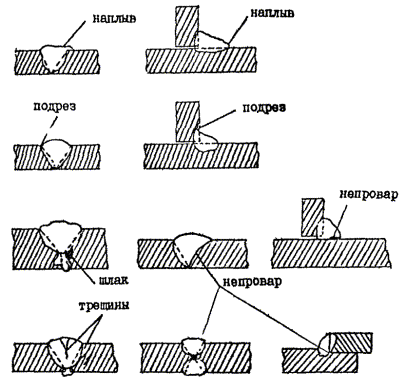 наплыв
наплыв
подрез
подрез
непровар
шлак
непровар
трещины